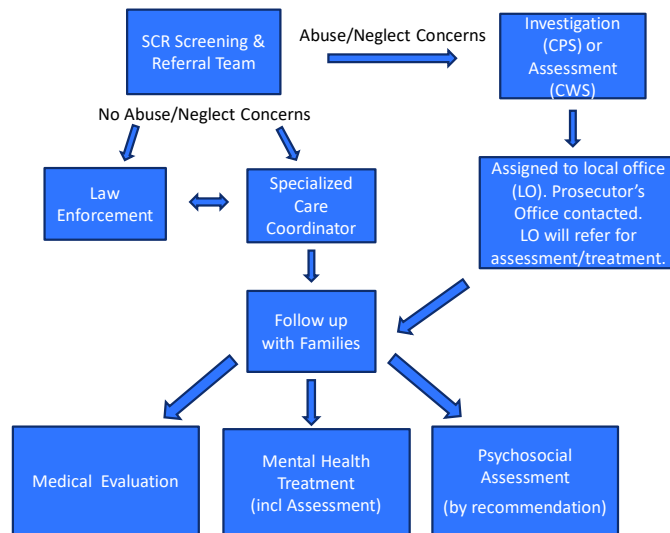 SCR Screening &
Referral Team
Abuse/Neglect Concerns
Investigation
(CPS) or
Assessment
(CWS)
No Abuse/Neglect Concerns
Law
Enforcement
Specialized
Care
Coordinator
Assigned to local office
(LO). Prosecutor’s
Office contacted.
LO will refer for
assessment/treatment.
Follow up
with Families
Medical Evaluation
Mental Health
Treatment
(incl Assessment)
Psychosocial
Assessment
(by recommendation)